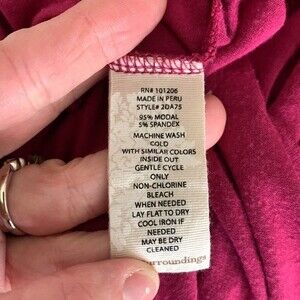 RN# 101206
MADE IN PERU
STYLE# 2DA75
95% MODAL
5% SPANDEX
MACHINE WASH
COLD
WITH SIMILAR COLORS
INSIDE OUT
GENTLE CYCLE
ONLY
NON-CHLORINE
BLEACH
WHEN NEEDED
LAY FLAT TO DRY
COOL IRON IF
NEEDED
MAY BE DRY
CLEANED
urroundings